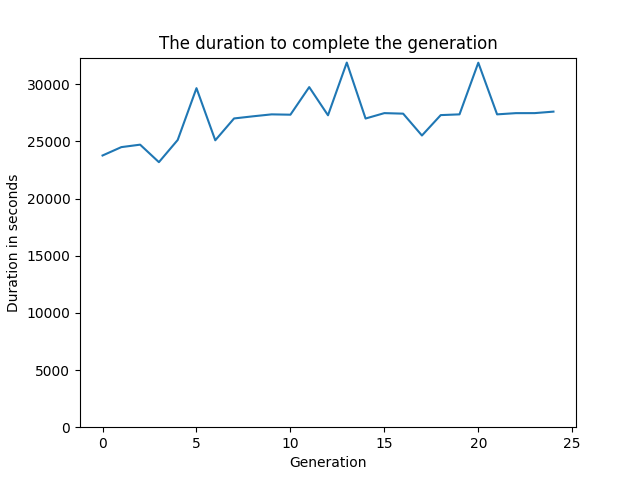 The duration to complete the generation
30000
25000
20000
15000
10000
5000
0
Duration in seconds
0 5 10 15 20 25
Generation